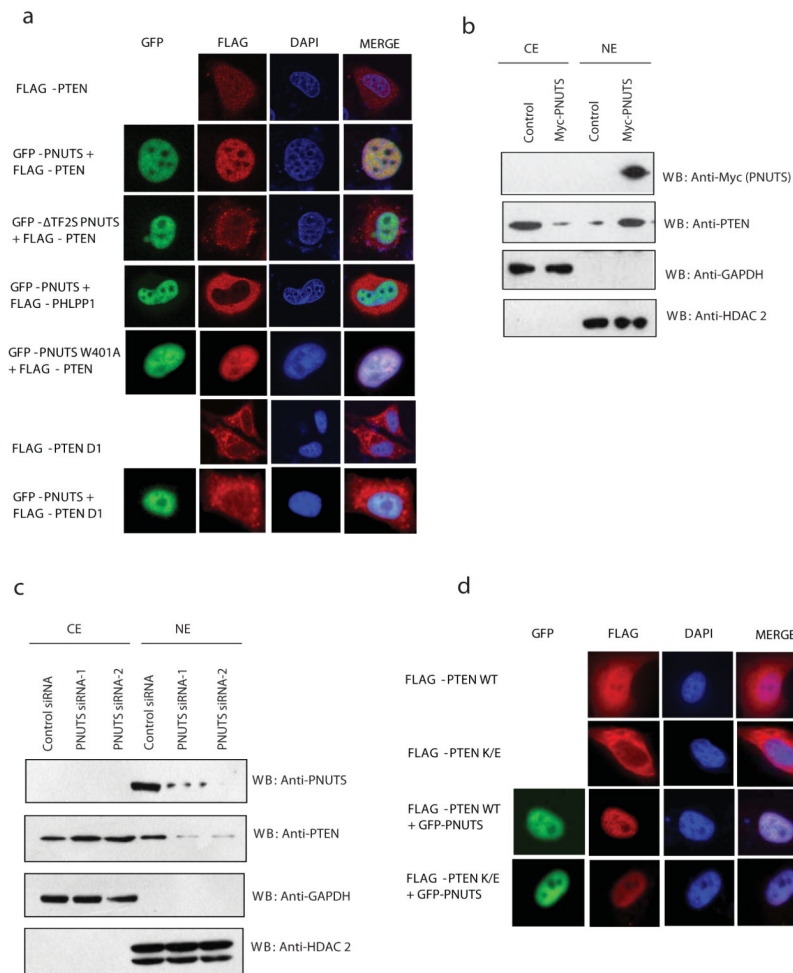 a
GFP
FLAG
DAPI
MERGE
FLAG -PTEN
GFP -PNUTS +
FLAG - PTEN
GFP -ΔTF2S PNUTS
+ FLAG - PTEN
GFP -PNUTS +
FLAG -PHLPP1
GFP -PNUTS W401A
+ FLAG - PTEN
FLAG -PTEN D1
GFP -PNUTS +
FLAG -PTEN D1
b
CE
NE
Control
Myc-PNUTS
Control
Myc-PNUTS
WB: Anti-Myc (PNUTS)
WB: Anti-PTEN
WB: Anti-GAPDH
WB: Anti-HDAC 2
c
CE
NE
Control siRNA
PNUTS siRNA-1
PNUTS siRNA-2
Control siRNA
PNUTS siRNA-1
PNUTS siRNA-2
WB: Anti-PNUTS
WB: Anti-PTEN
WB: Anti-GAPDH
WB: Anti-HDAC 2
d
GFP
FLAG
DAPI
MERGE
FLAG -PTEN WT
FLAG -PTEN K/E
FLAG -PTEN WT
+ GFP-PNUTS
FLAG -PTEN K/E
+ GFP-PNUTS